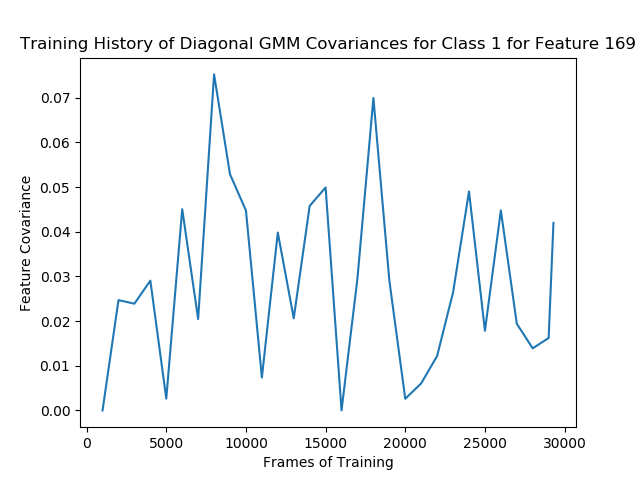 Training History of Diagonal GMM Covariances for Class 1 for Feature 169
0.07
0.06
0.05
0.04
0.03
0.02
0.01
0.00
Feature Covariance
0 5000 10000 15000 20000 25000 30000
Frames of Training